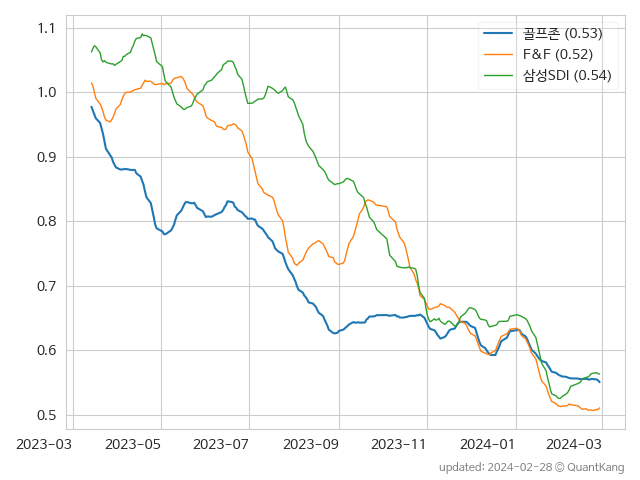 골프존 (0.53)
F&F (0.52)
삼성SDI (0.54)
1.1
1.0
0.9
0.8
0.7
0.6
0.5
2023-03 2023-05 2023-07 2023-09 2023-11 2024-01 2024-03
updated: 2024-02-28 © QuantKang